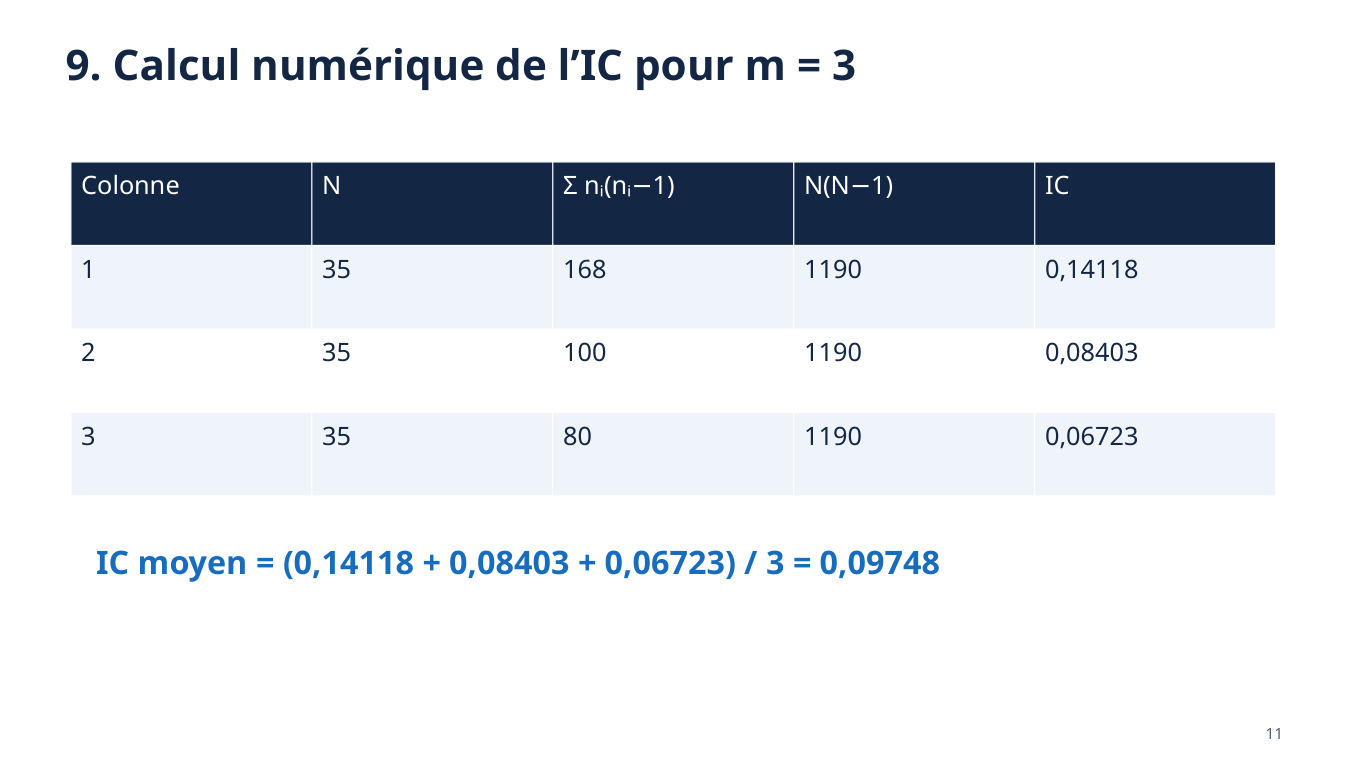 9. Calcul numérique de l’IC pour m = 3
Colonne N Σ nᵢ(nᵢ−1) N(N−1) IC
1 35 168 1190 0,14118
2 35 100 1190 0,08403
3 35 80 1190 0,06723
IC moyen = (0,14118 + 0,08403 + 0,06723) / 3 = 0,09748
11